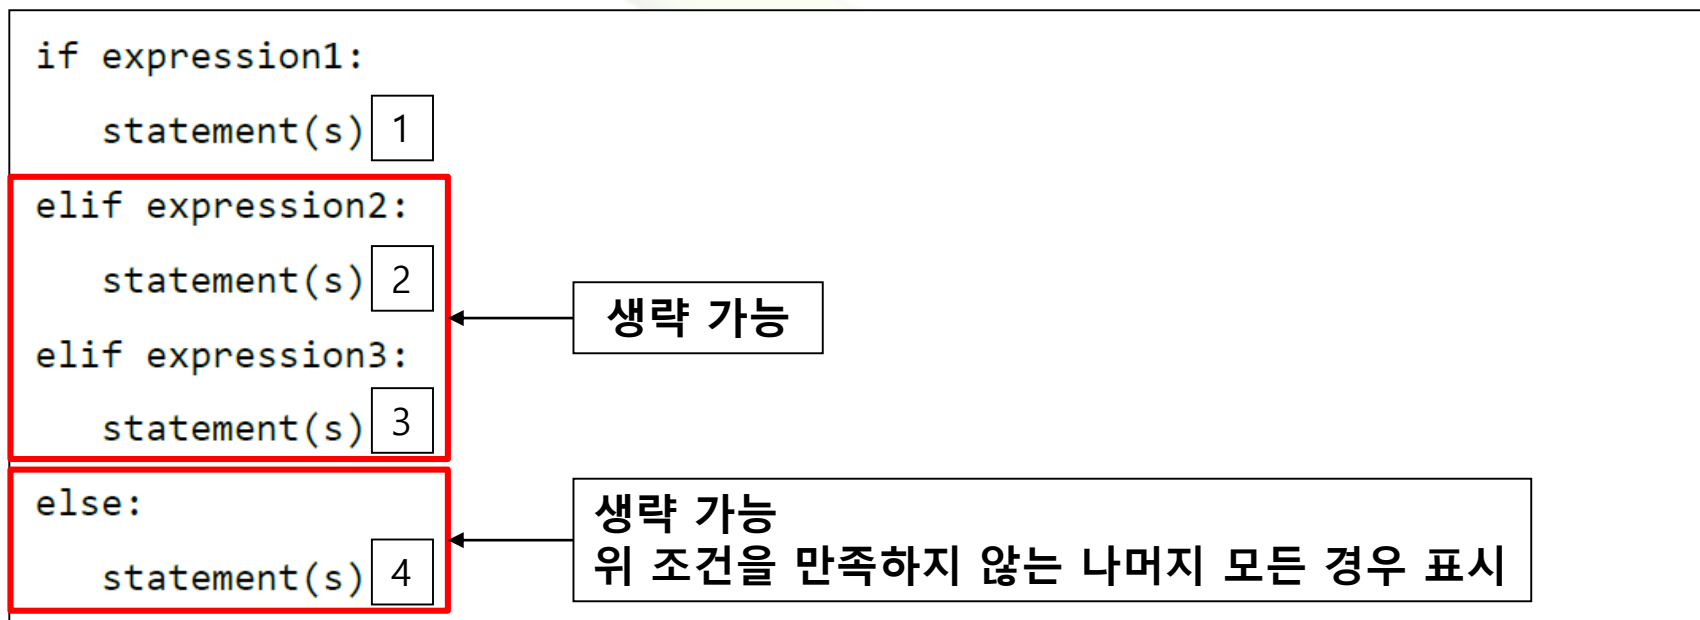 if expression1:
statement(s) 1
elif expression2:
statement(s) 2
생략 가능
elif expression3:
statement(s) 3
else:
statement(s) 4
생략 가능
위 조건을 만족하지 않는 나머지 모든 경우 표시